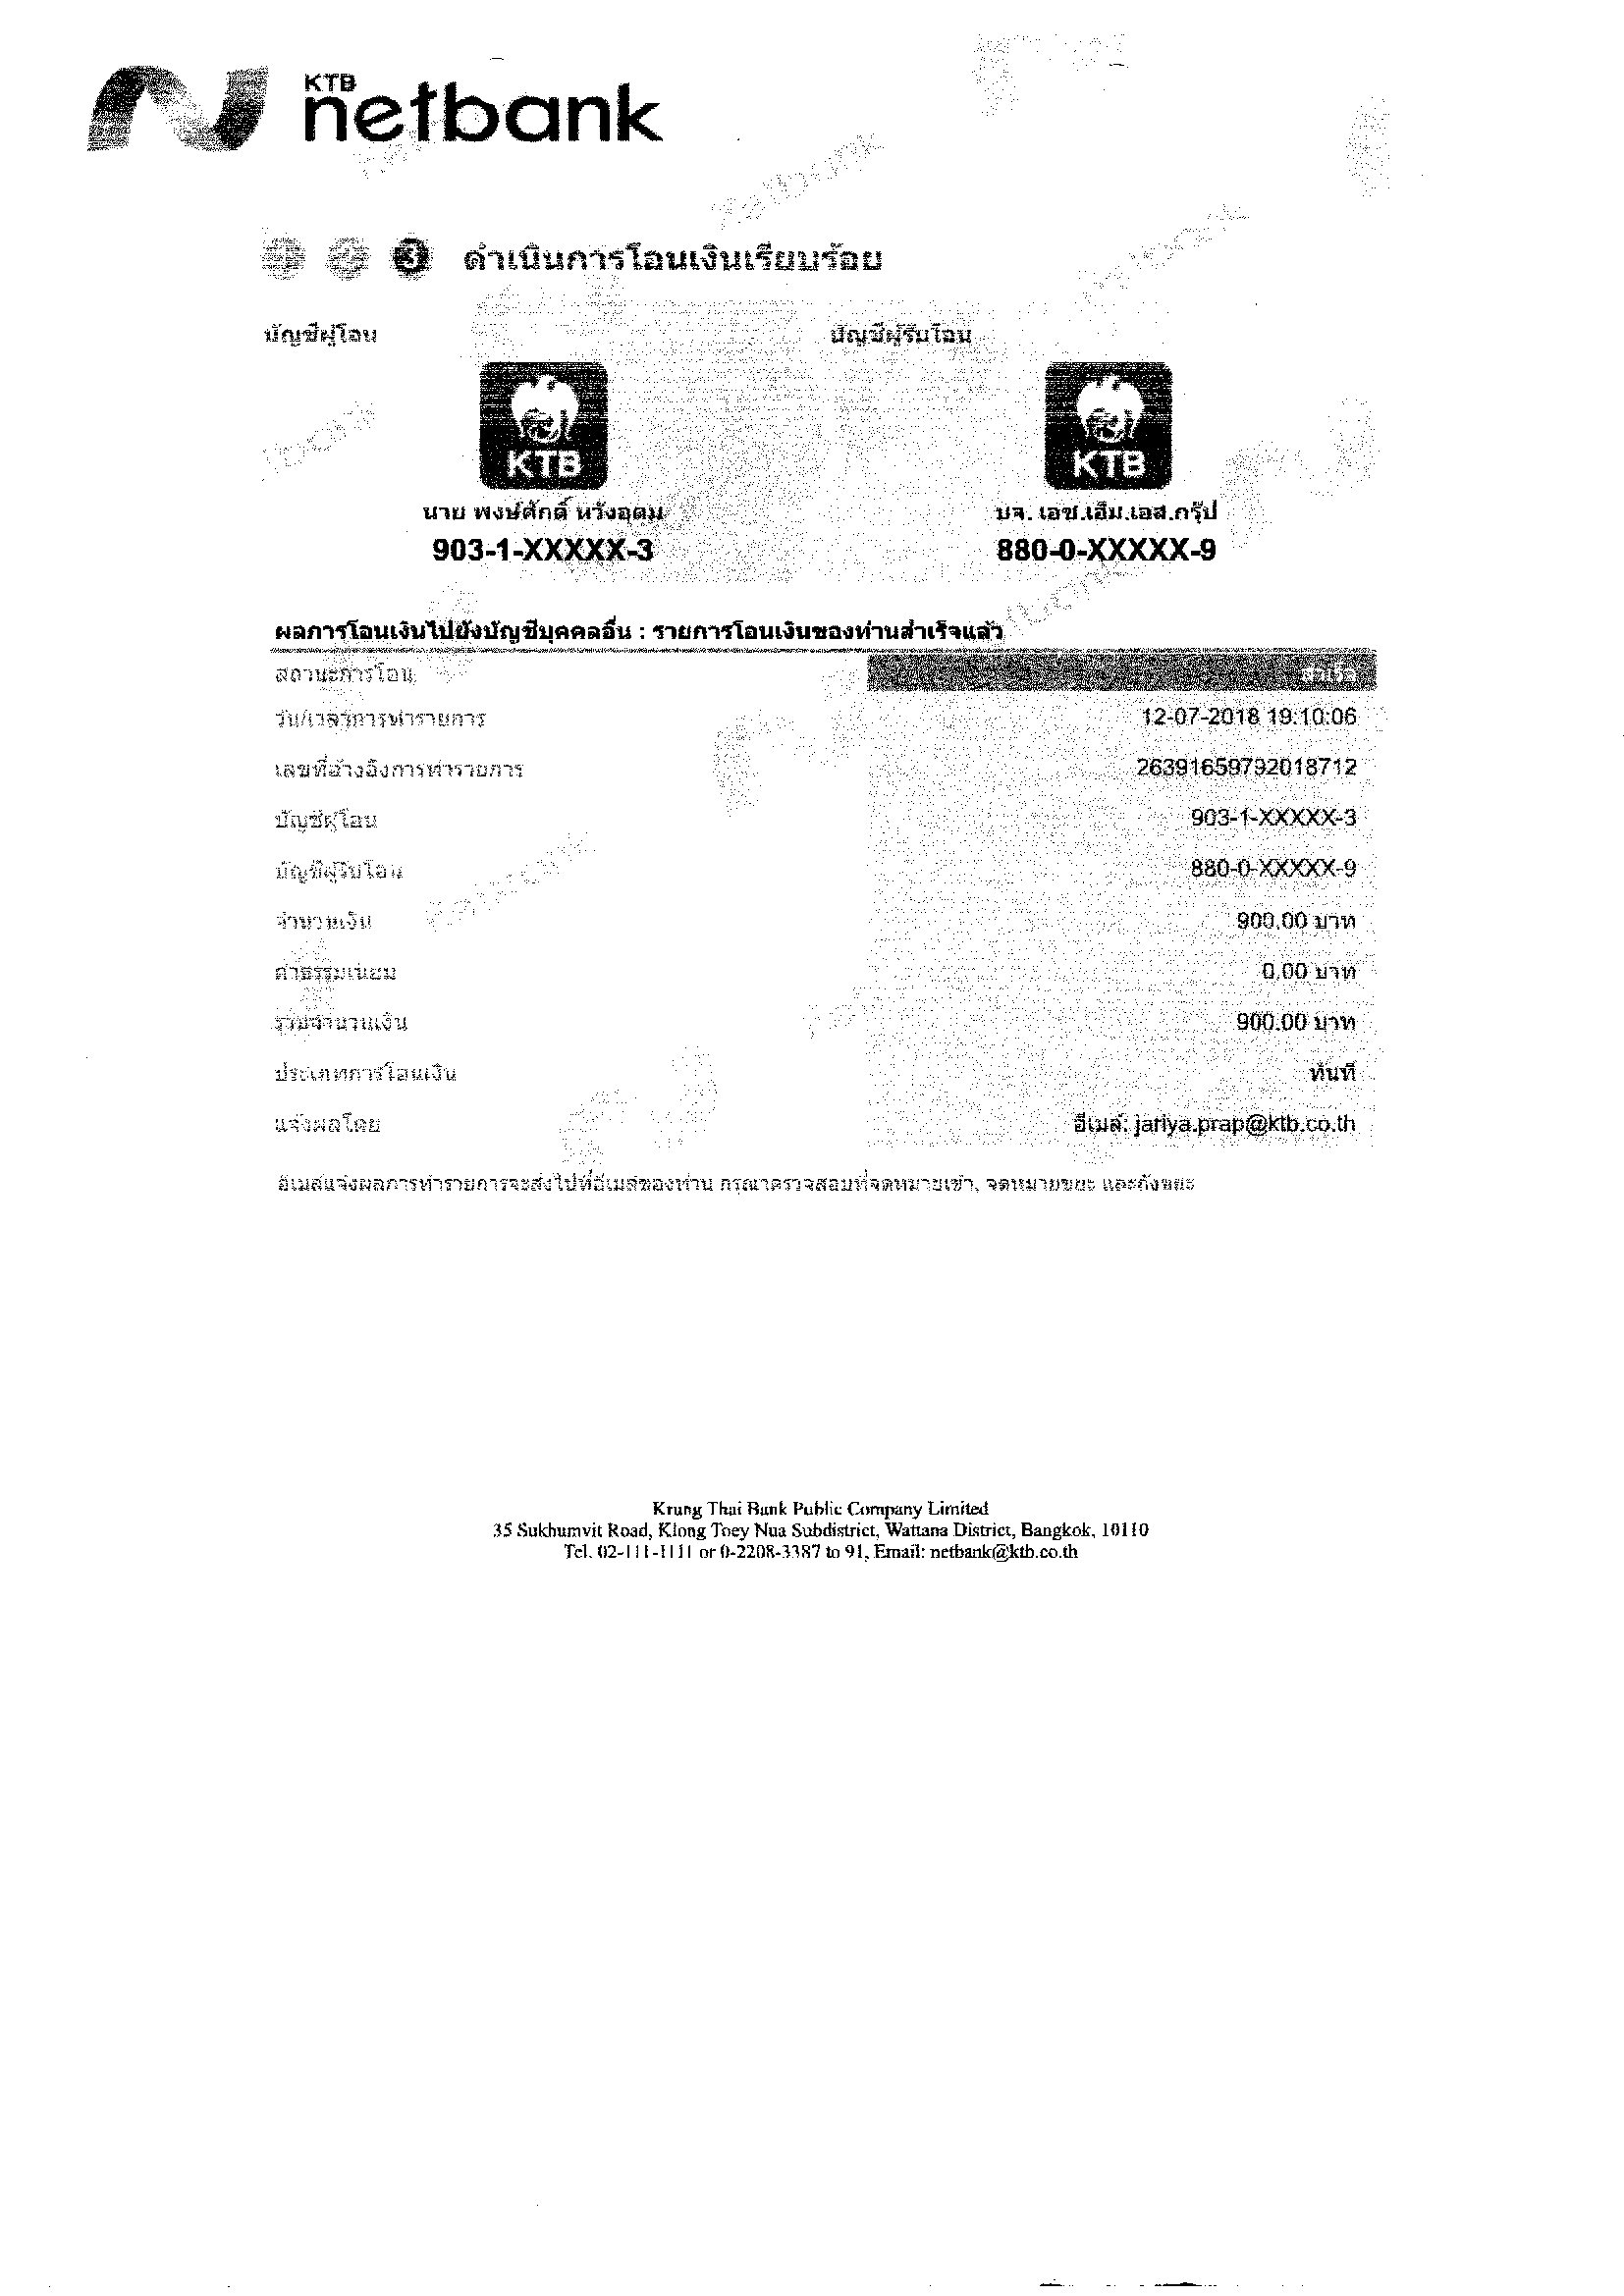 KTB
netbank
3 ดำเนินการโอนเงินเรียบร้อย
บัญชีผู้โอน บัญชีผู้รับโอน
KTB KTB
นาย พงษ์ศักดิ์ หวังอุดม บจ. เอช.เอ็ม.เอส.กรุ๊ป
903-1-XXXXX-3 880-0-XXXXX-9
ผลการโอนเงินไปยังบัญชีบุคคลอื่น : รายการโอนเงินของท่านสำเร็จแล้ว
สถานะการโอน สำเร็จ
วัน/เวลาการทำรายการ 12-07-2018 19:10:06
เลขที่อ้างอิงการทำรายการ 26391659792018712
บัญชีผู้โอน 903-1-XXXXX-3
บัญชีผู้รับโอน 880-0-XXXXX-9
จำนวนเงิน 900.00 บาท
ค่าธรรมเนียม 0.00 บาท
รวมจำนวนเงิน 900.00 บาท
ประเภทการโอนเงิน ทันที
แจ้งผลโดย อีเมล์: jariya.prap@ktb.co.th
อีเมล์แจ้งผลการทำรายการจะส่งไปที่อีเมล์ของท่าน กรุณาตรวจสอบที่จดหมายเข้า, จดหมายขยะ และถังขยะ
Krung Thai Bank Public Company Limited
35 Sukhumvit Road, Klong Toey Nua Subdistrict, Wattana District, Bangkok, 10110
Tel. 02-111-1111 or 0-2208-3387 to 91, Email: netbank@ktb.co.th